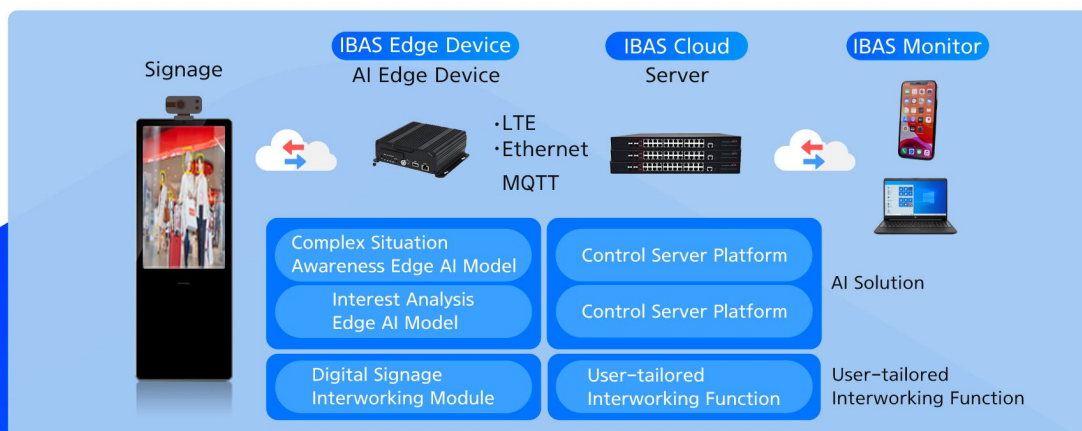 Signage
IBAS Edge Device
AI Edge Device
·LTE
·Ethernet
MQTT
IBAS Cloud
Server
IBAS Monitor
Complex Situation
Awareness Edge AI Model
Interest Analysis
Edge AI Model
Control Server Platform
Control Server Platform
AI Solution
Digital Signage
Interworking Module
User-tailored
Interworking Function
User-tailored
Interworking Function